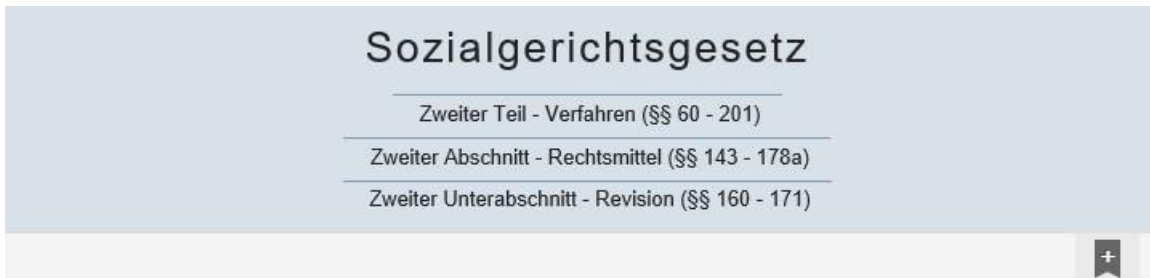 Sozialgerichtsgesetz
Zweiter Teil - Verfahren (§§ 60 - 201)
Zweiter Abschnitt - Rechtsmittel (§§ 143 - 178a)
Zweiter Unterabschnitt - Revision (§§ 160 - 171)